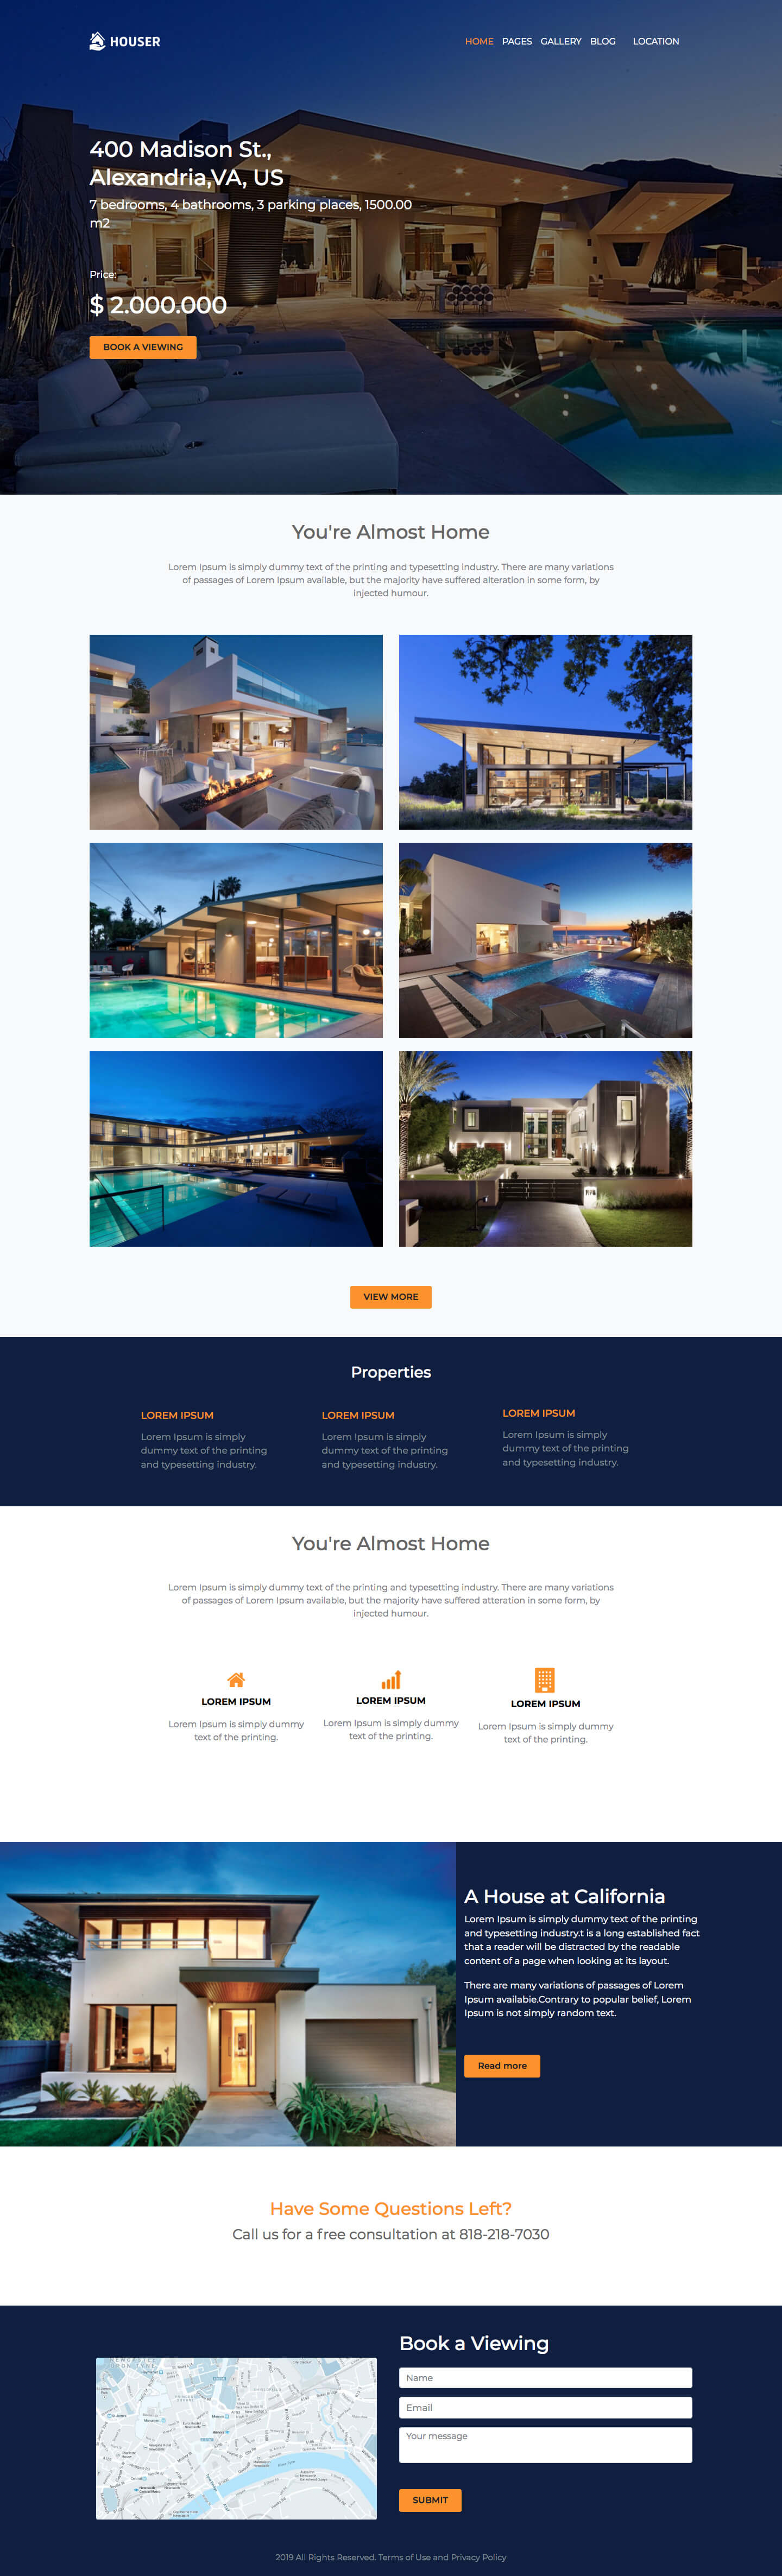 HOUSER
HOME PAGES GALLERY BLOG LOCATION
400 Madison St.,
Alexandria,VA, US
7 bedrooms, 4 bathrooms, 3 parking places, 1500.00
m2
Price:
$ 2.000.000
BOOK A VIEWING
You're Almost Home
Lorem Ipsum is simply dummy text of the printing and typesetting industry. There are many variations
of passages of Lorem Ipsum available, but the majority have suffered alteration in some form, by
injected humour.
VIEW MORE
Properties
LOREM IPSUM
Lorem Ipsum is simply
dummy text of the printing
and typesetting industry.
LOREM IPSUM
Lorem Ipsum is simply
dummy text of the printing
and typesetting industry.
LOREM IPSUM
Lorem Ipsum is simply
dummy text of the printing
and typesetting industry.
You're Almost Home
Lorem Ipsum is simply dummy text of the printing and typesetting industry. There are many variations
of passages of Lorem Ipsum available, but the majority have suffered atteration in some form, by
injected humour.
LOREM IPSUM
Lorem Ipsum is simply dummy
text of the printing.
LOREM IPSUM
Lorem Ipsum is simply dummy
text of the printing.
LOREM IPSUM
Lorem Ipsum is simply dummy
text of the printing.
A House at California
Lorem Ipsum is simply dummy text of the printing
and typesetting industry.t is a long established fact
that a reader will be distracted by the readable
content of a page when looking at its layout.
There are many variations of passages of Lorem
Ipsum availabie.Contrary to popular belief, Lorem
Ipsum is not simply random text.
Read more
Have Some Questions Left?
Call us for a free consultation at 818-218-7030
Book a Viewing
Name
Email
Your message
SUBMIT
2019 All Rights Reserved. Terms of Use and Privacy Policy